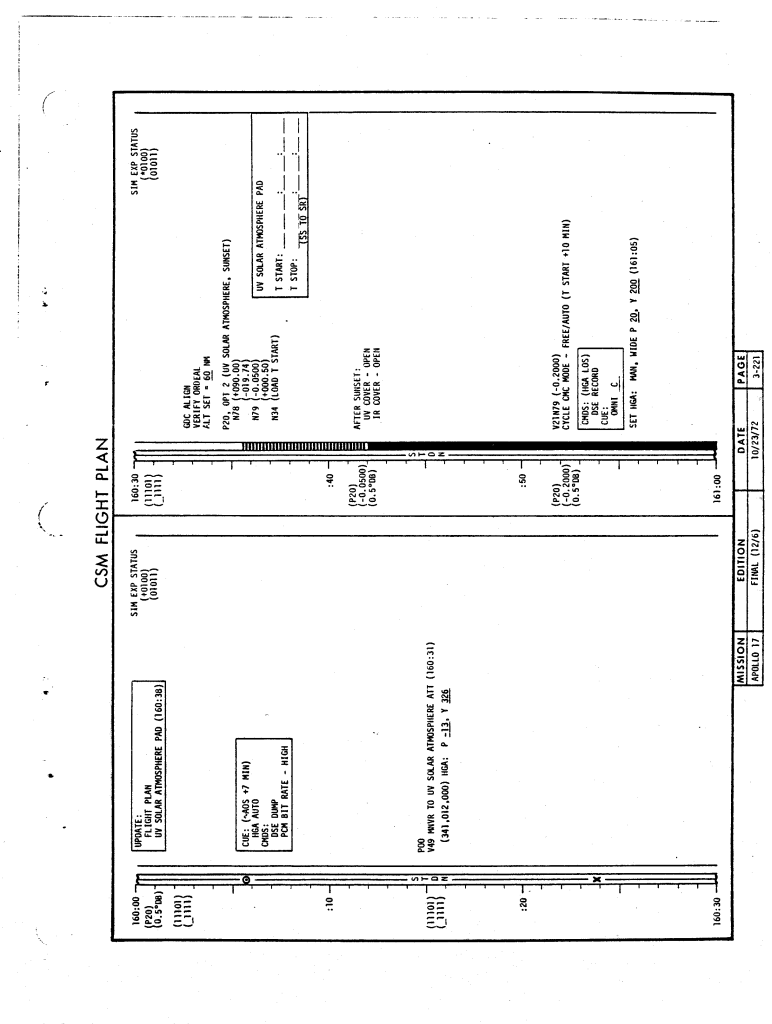 CSM FLIGHT PLAN
160:00
(P20)
(0.5°DB)
(11101)
(_1111)
:10
(11101)
(_1111)
:20
160:30
UPDATE:
FLIGHT PLAN
UV SOLAR ATMOSPHERE PAD (160:38)
SIM EXP STATUS
(+0100)
(01011)
CUE: (~AOS +7 MIN)
HGA AUTO
CMDS:
DSE DUMP
PCM BIT RATE - HIGH
S T D N
P00
V49 MNVR TO UV SOLAR ATMOSPHERE ATT (160:31)
(341,012,000) HGA: P -13, Y 326
160:30
(11101)
(_1111)
:40
(P20)
(-0.0500)
(0.5°DB)
:50
(P20)
(-0.2000)
(0.5°DB)
161:00
S T D N
GDC ALIGN
VERIFY ORDEAL
ALT SET = 60 NM
SIM EXP STATUS
(*0100)
(01011)
P20, OPT 2 (UV SOLAR ATMOSPHERE, SUNSET)
N78 (+090.00)
(-019.74)
N79 (-0.0500)
(+000.50)
N34 (LOAD T START)
UV SOLAR ATMOSPHERE PAD
T START: ___:___:___
T STOP: ___:___:___
(SS TO SR)
AFTER SUNSET:
UV COVER - OPEN
IR COVER - OPEN
V21N79 (-0.2000)
CYCLE CMC MODE - FREE/AUTO (T START +10 MIN)
CMDS: (HGA LOS)
DSE RECORD
CUE:
OMNI C
SET HGA: MAN, WIDE P 20, Y 200 (161:05)
MISSION EDITION DATE PAGE
APOLLO 17 FINAL (12/6) 10/23/72 3-221